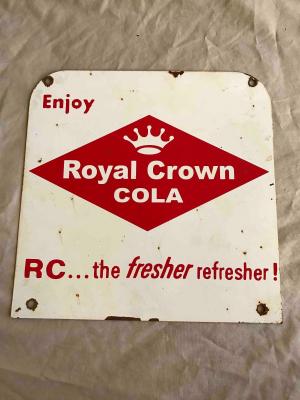 Enjoy
Royal Crown
COLA
RC...the fresher refresher!